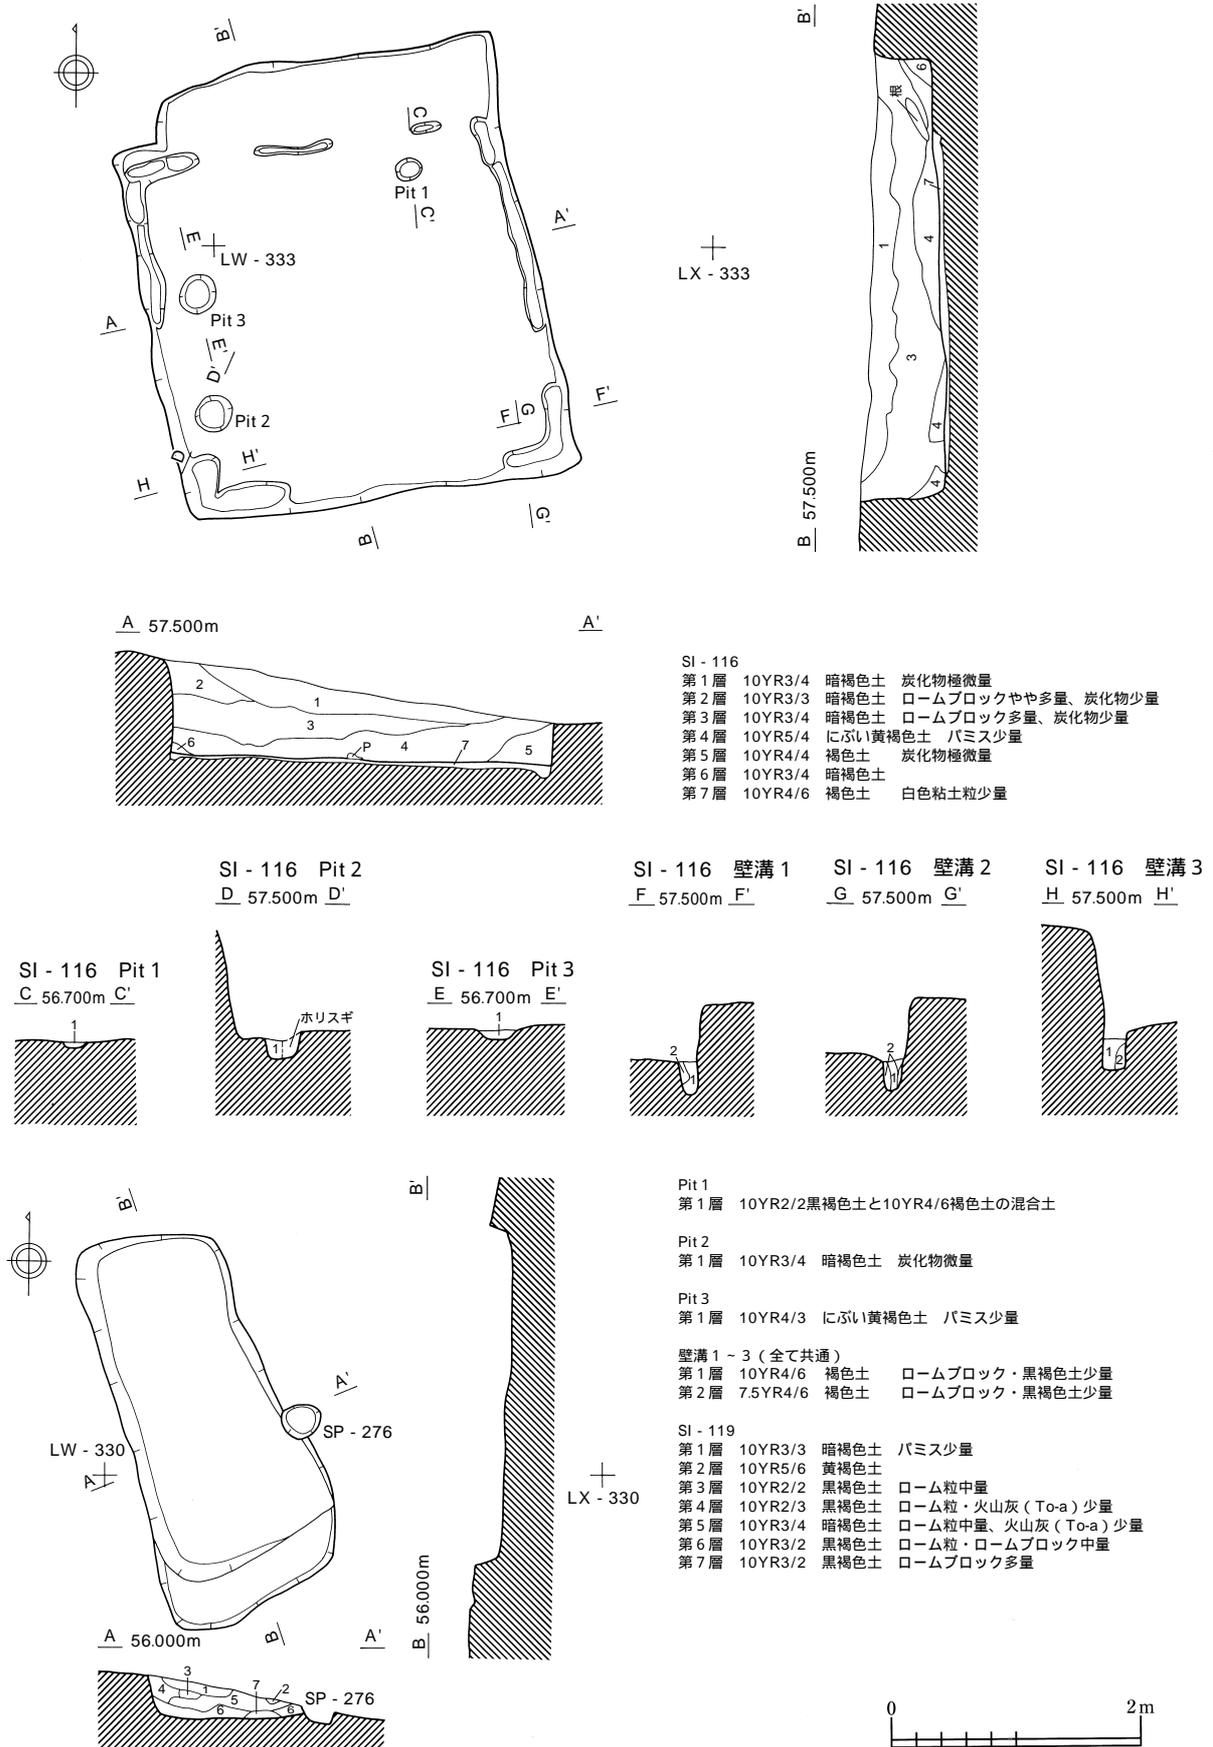 B'
C
Pit 1
C'
A'
E
LW - 333
Pit 3
A
E'
D'
Pit 2
F
G
F'
D
H'
H
B
G'
LX - 333
B'
B 57.500m
6
根
7
1
4
3
4
4
A 57.500m A'
2
1
3
6
P
4
7
5
SI - 116
第1層 10YR3/4 暗褐色土 炭化物極微量
第2層 10YR3/3 暗褐色土 ロームブロックやや多量、炭化物少量
第3層 10YR3/4 暗褐色土 ロームブロック多量、炭化物少量
第4層 10YR5/4 にぶい黄褐色土 パミス少量
第5層 10YR4/4 褐色土 炭化物極微量
第6層 10YR3/4 暗褐色土
第7層 10YR4/6 褐色土 白色粘土粒少量
SI - 116 Pit 1
C 56.700m C'
1
SI - 116 Pit 2
D 57.500m D'
ホリスギ
1
SI - 116 Pit 3
E 56.700m E'
1
SI - 116 壁溝1
F 57.500m F'
2
1
SI - 116 壁溝2
G 57.500m G'
2
1
SI - 116 壁溝3
H 57.500m H'
1
2
B'
A'
SP - 276
LW - 330
A
B
B'
B 56.000m
LX - 330
A 56.000m A'
3
4
1
5
7
2
6
6
SP - 276
Pit 1
第1層 10YR2/2黒褐色土と10YR4/6褐色土の混合土
Pit 2
第1層 10YR3/4 暗褐色土 炭化物微量
Pit 3
第1層 10YR4/3 にぶい黄褐色土 パミス少量
壁溝1~3(全て共通)
第1層 10YR4/6 褐色土 ロームブロック・黒褐色土少量
第2層 7.5YR4/6 褐色土 ロームブロック・黒褐色土少量
SI - 119
第1層 10YR3/3 暗褐色土 パミス少量
第2層 10YR5/6 黄褐色土
第3層 10YR2/2 黒褐色土 ローム粒中量
第4層 10YR2/3 黒褐色土 ローム粒・火山灰(To-a)少量
第5層 10YR3/4 暗褐色土 ローム粒中量、火山灰(To-a)少量
第6層 10YR3/2 黒褐色土 ローム粒・ロームブロック中量
第7層 10YR3/2 黒褐色土 ロームブロック多量
0 2m